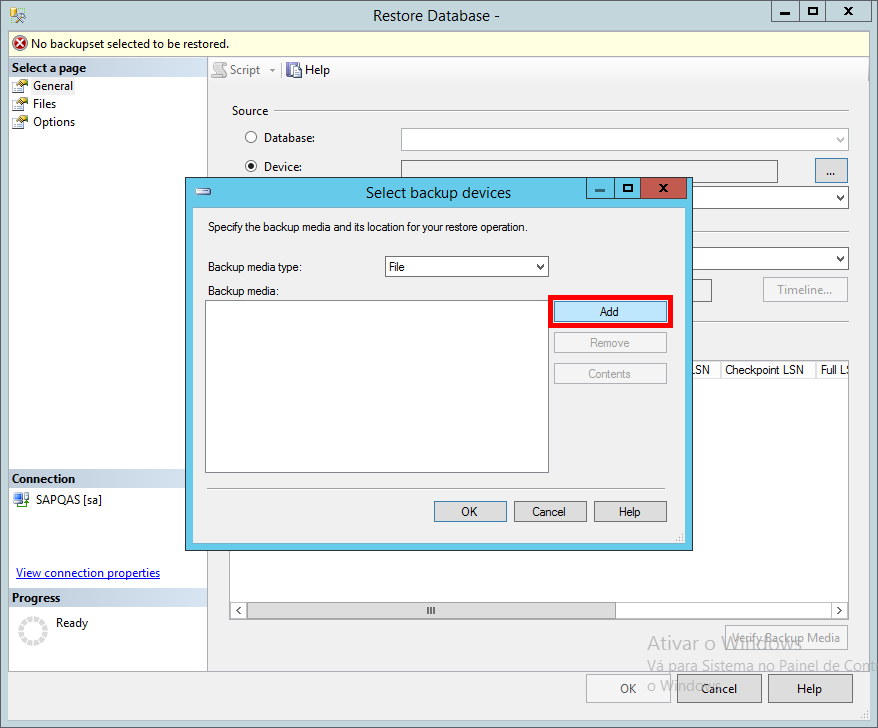 Restore Database -
No backupset selected to be restored.
Select a page
General
Files
Options
Script
Help
Source
Database:
Device:
...
Select backup devices
Specify the backup media and its location for your restore operation.
Backup media type:
File
Backup media:
Add
Remove
Contents
OK
Cancel
Help
Timeline...
LSN
Checkpoint LSN
Full LS
Connection
SAPQAS [sa]
View connection properties
Progress
Ready
Verify Backup Media
Ativar o Windows
Vá para Sistema no Painel de Cont
o Windows.
OK
Cancel
Help